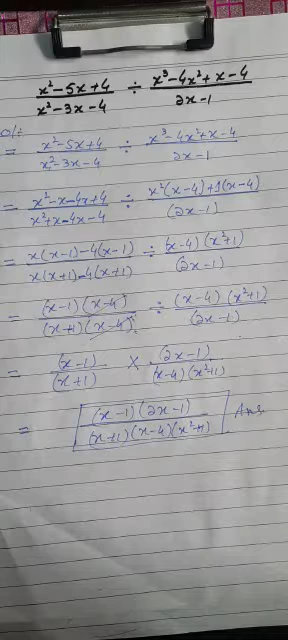 x²-5x+4 / x²-3x-4 ÷ x³-4x²+x-4 / 2x-1
= x²-5x+4 / x²-3x-4 ÷ x³-4x²+x-4 / 2x-1
= x²-x-4x+4 / x²+x-4x-4 ÷ x²(x-4)+1(x-4) / (2x-1)
= x(x-1)-4(x-1) / x(x+1)-4(x+1) ÷ (x-4)(x²+1) / (2x-1)
= (x-1)(x-4) / (x+1)(x-4) ÷ (x-4)(x²+1) / (2x-1)
= (x-1) / (x+1) × (2x-1) / (x-4)(x²+1)
= (x-1)(2x-1) / (x+1)(x-4)(x²+1) Ans